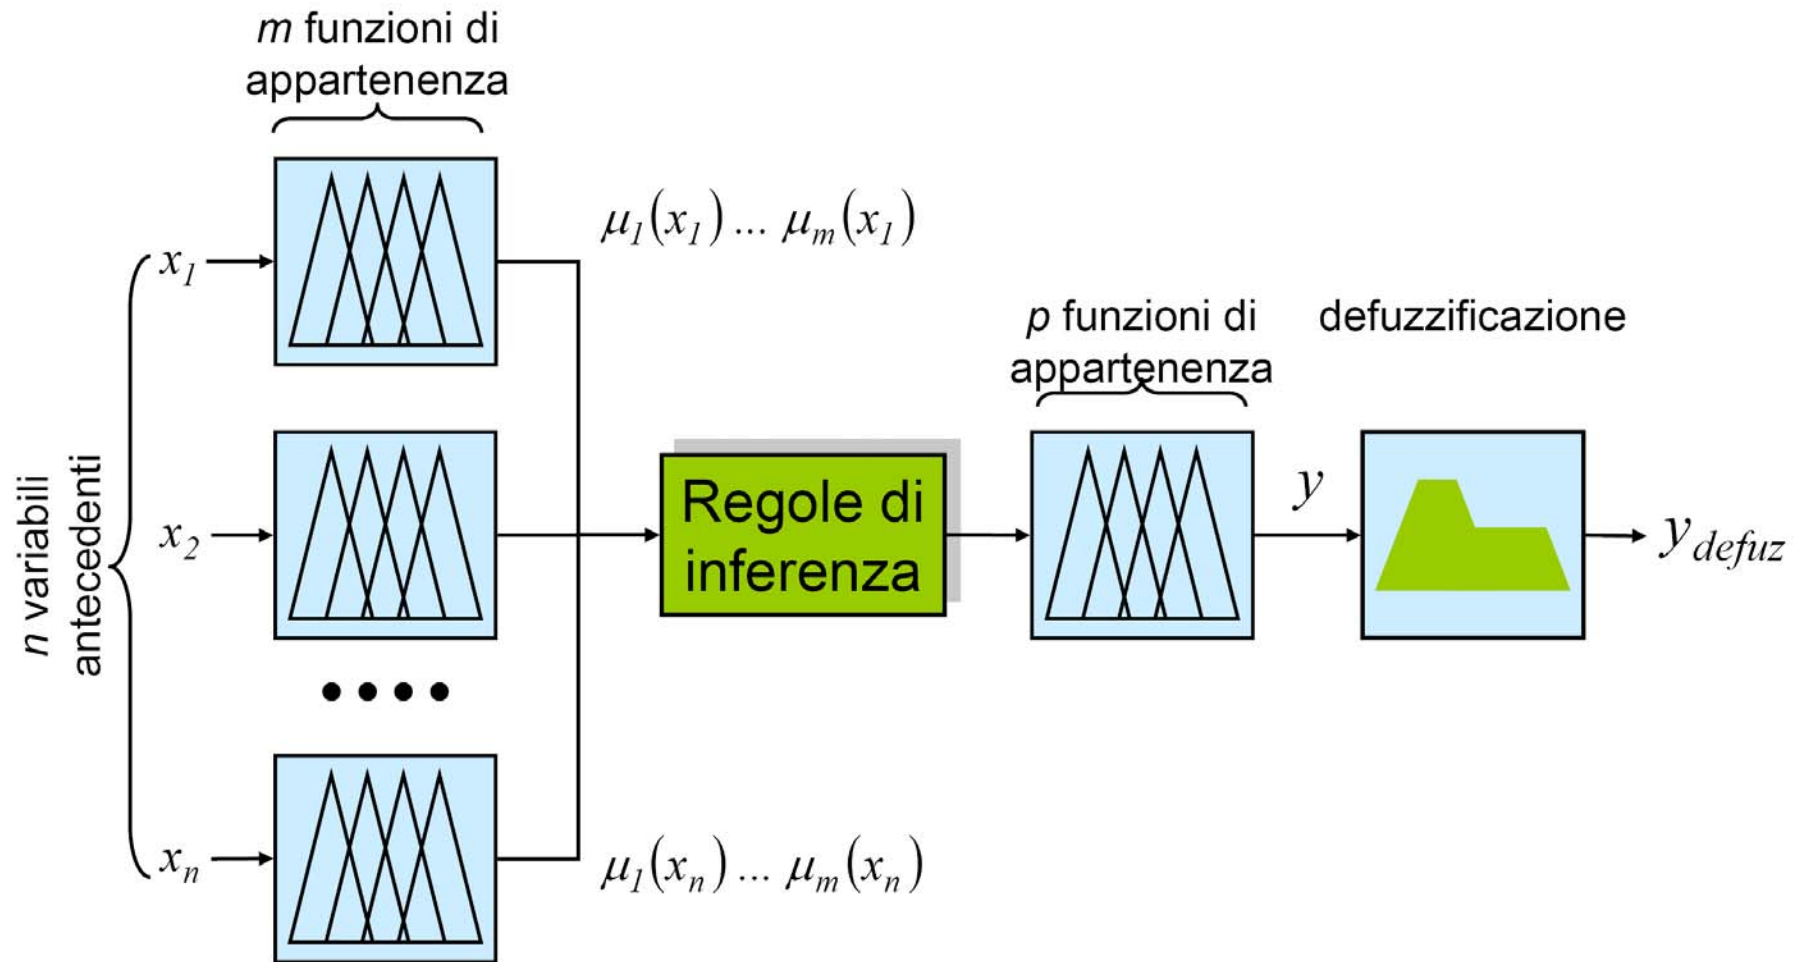 m funzioni di
appartenenza
μ₁(x₁) ... μₘ(x₁)
x₁
p funzioni di
appartenenza
defuzzificazione
n variabili
antecedenti
x₂
Regole di
inferenza
y
y_defuz
xₙ
μ₁(xₙ) ... μₘ(xₙ)